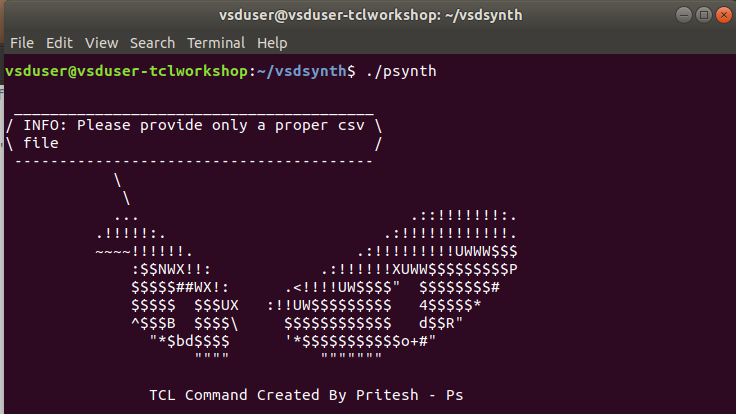 vsduser@vsduser-tclworkshop: ~/vsdsynth
File Edit View Search Terminal Help
vsduser@vsduser-tclworkshop:~/vsdsynth$ ./psynth
 ________________________________________
/ INFO: Please provide only a proper csv \
\ file                                   /
 ----------------------------------------
            \
             \
            ...                              .::!!!!!!!:.
          .!!!!!:.                        .:!!!!!!!!!!!!.
          ~~~~!!!!!!.                  .:!!!!!!!!!UWWW$$$
              :$$NWX!!:               .:!!!!!!XUWW$$$$$$$$$P
              $$$$$##WX!:      .<!!!!UW$$$$"  $$$$$$$$#
              $$$$$  $$$UX   :!!UW$$$$$$$$$   4$$$$$*
              ^$$$B  $$$$\     $$$$$$$$$$$$   d$$R"
                "*$bd$$$$      '*$$$$$$$$$$$o+#"
                     """"          """""""
TCL Command Created By Pritesh - Ps